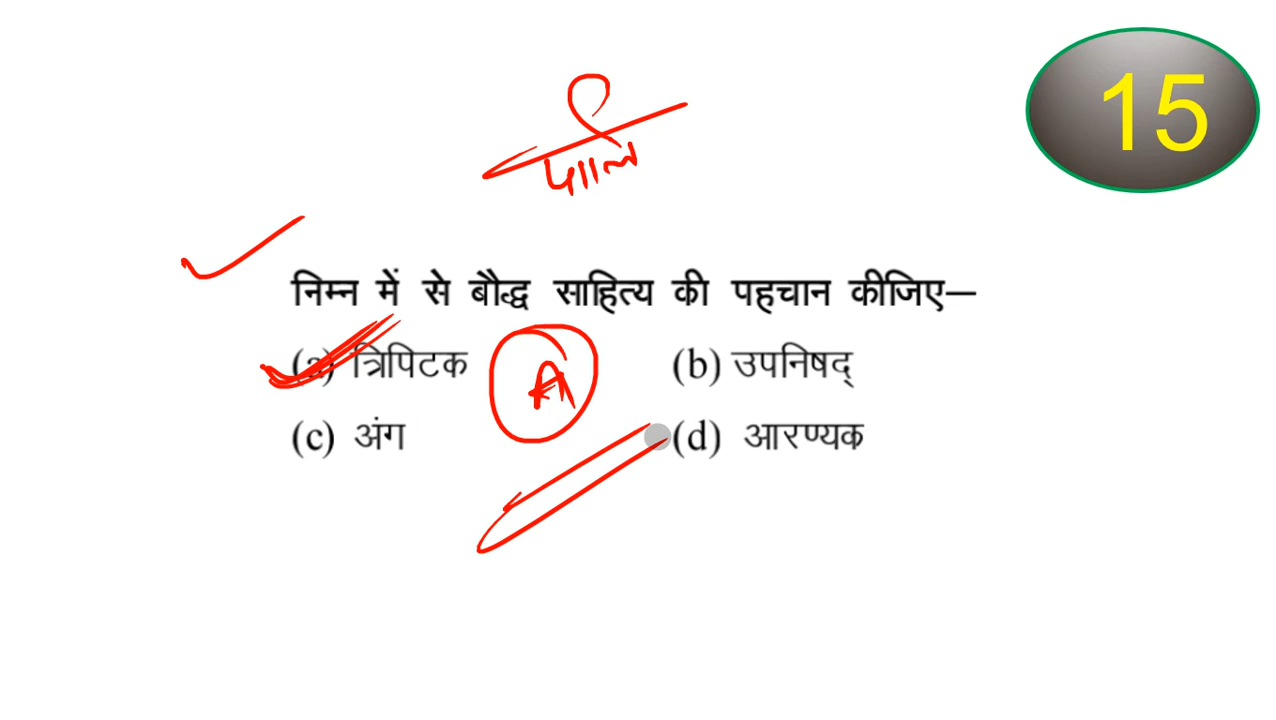 15
पालि
निम्न में से बौद्ध साहित्य की पहचान कीजिए—
(a) त्रिपिटक A (b) उपनिषद्
(c) अंग (d) आरण्यक